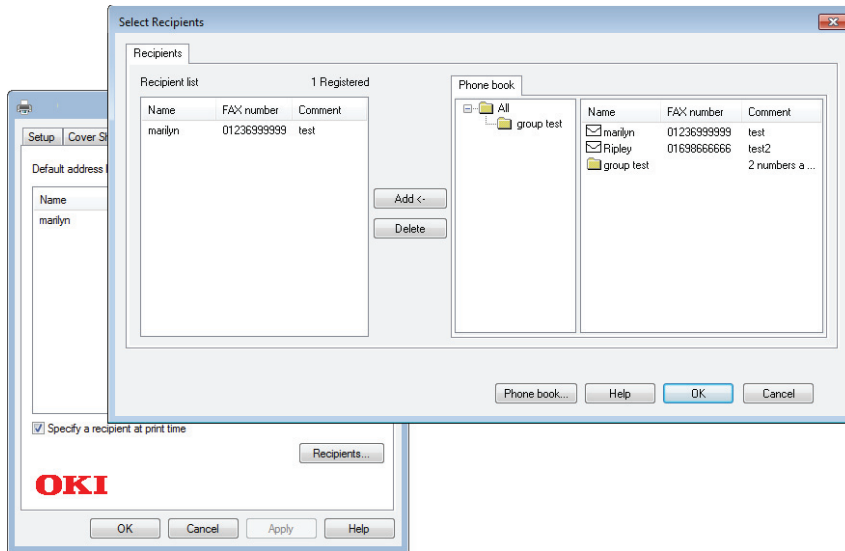 Select Recipients
Recipients
Recipient list 1 Registered
Name FAX number Comment
marilyn 01236999999 test
Add <-
Delete
Phone book
All
group test
Name FAX number Comment
marilyn 01236999999 test
Ripley 01698666666 test2
group test 2 numbers a ...
Phone book... Help OK Cancel
Setup Cover Sh
Default address
Name
marilyn
Specify a recipient at print time
Recipients...
OKI
OK Cancel Apply Help